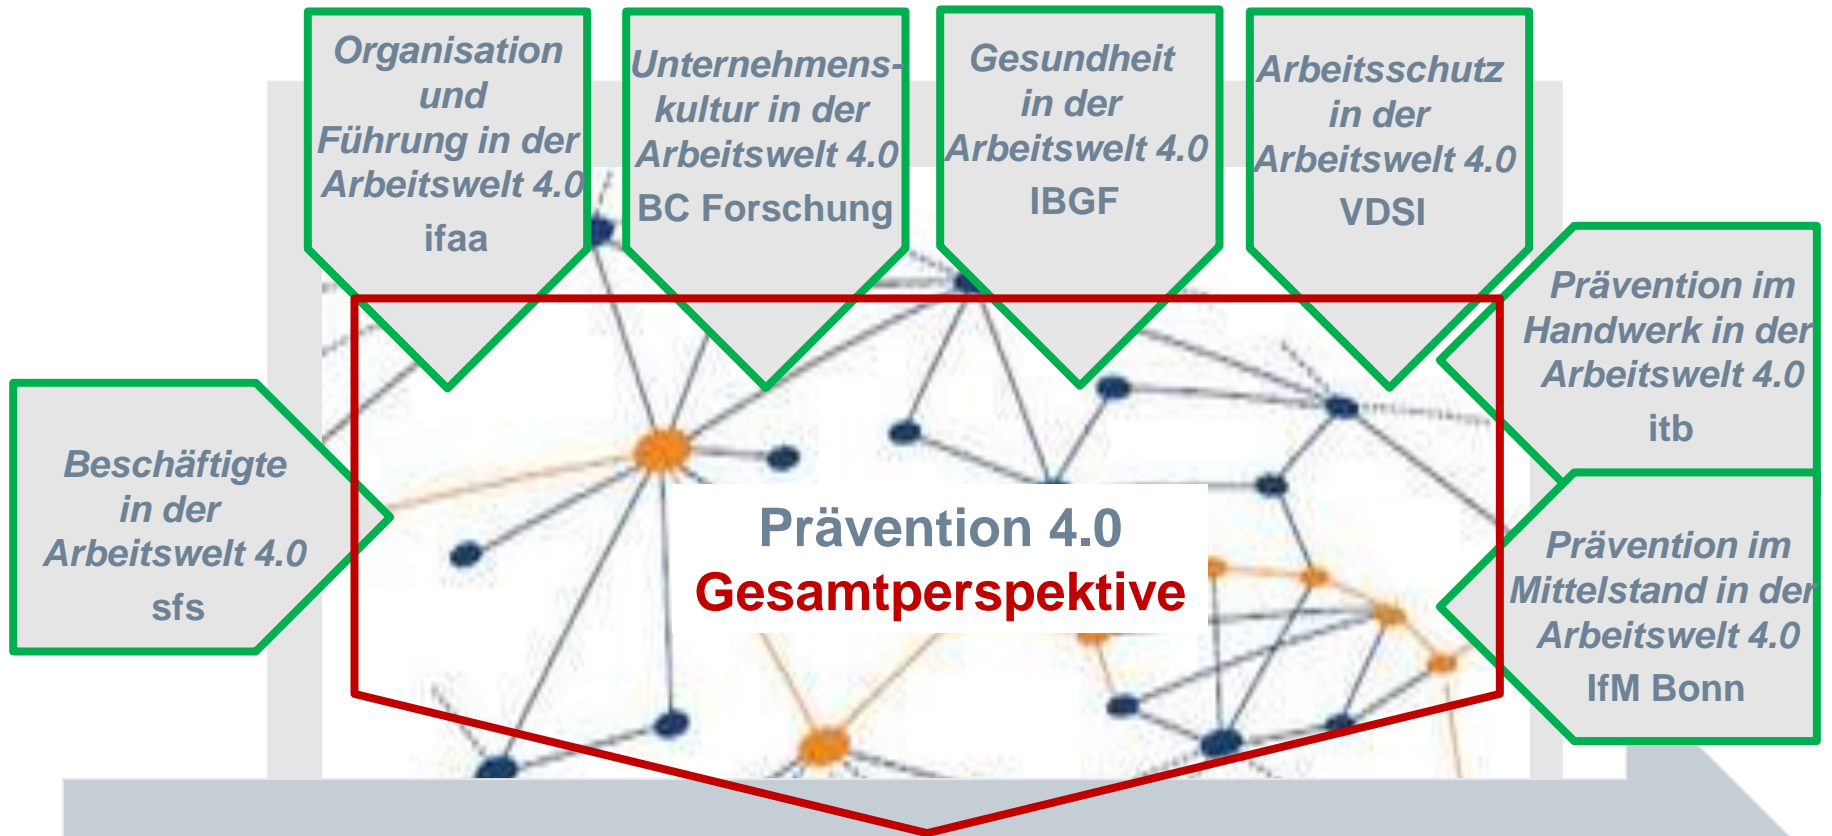 Organisation
und
Führung in der
Arbeitswelt 4.0
ifaa
Unternehmens-
kultur in der
Arbeitswelt 4.0
BC Forschung
Gesundheit
in der
Arbeitswelt 4.0
IBGF
Arbeitsschutz
in der
Arbeitswelt 4.0
VDSI
Prävention im
Handwerk in der
Arbeitswelt 4.0
itb
Beschäftigte
in der
Arbeitswelt 4.0
sfs
Prävention 4.0
Gesamtperspektive
Prävention im
Mittelstand in der
Arbeitswelt 4.0
IfM Bonn